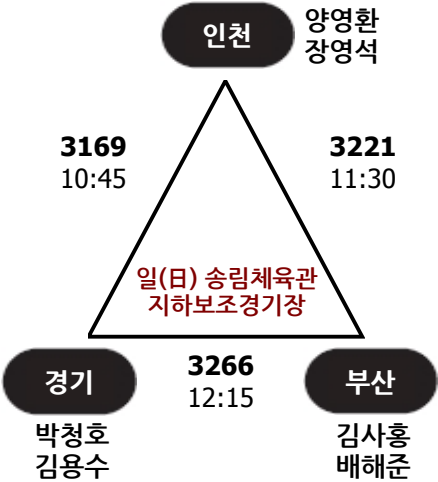 인천
양영환
장영석
3169
10:45
3221
11:30
일(日) 송림체육관
지하보조경기장
3266
12:15
경기
박청호
김용수
부산
김사홍
배해준